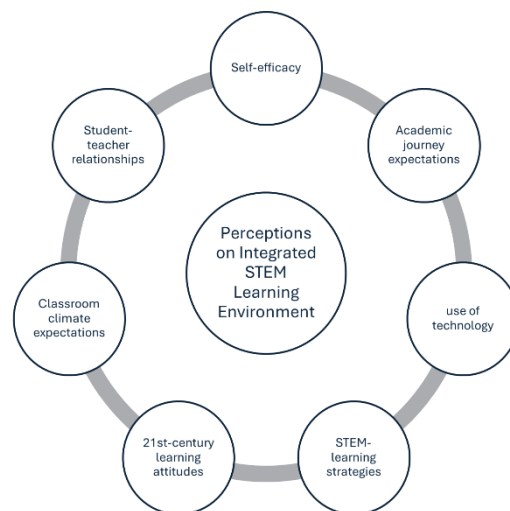 Self-efficacy
Student-
teacher
relationships
Academic
journey
expectations
Perceptions
on Integrated
STEM
Learning
Environment
Classroom
climate
expectations
use of
technology
21st-century
learning
attitudes
STEM-
learning
strategies